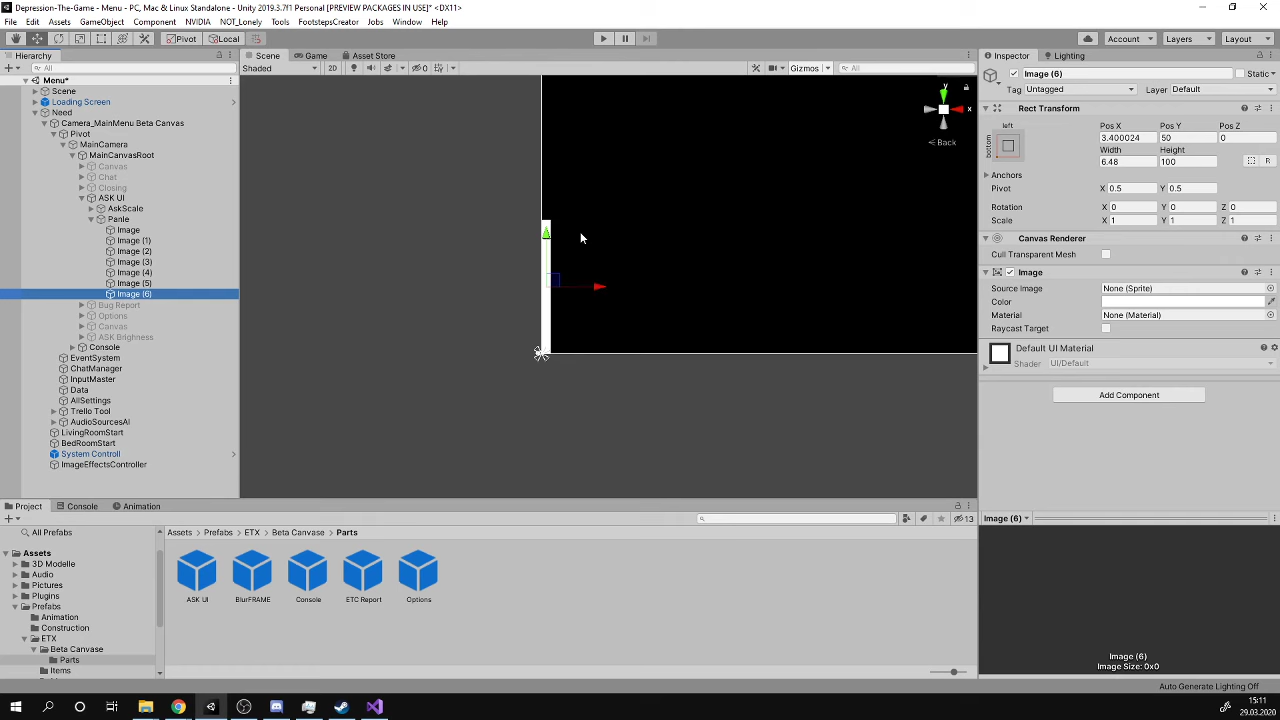 Depression-The-Game - Menu - PC, Mac & Linux Standalone - Unity 2019.3.7f1 Personal [PREVIEW PACKAGES IN USE]* <DX11>
File Edit Assets GameObject Component NVIDIA NOT_Lonely Tools FootstepsCreator Jobs Window Help
Pivot Local Account Layers Layout
Hierarchy Scene Game Asset Store Inspector Lighting
All Shaded 2D 0 Gizmos All
Image (6) Static
Tag Untagged Layer Default
Menu*
Scene
Loading Screen
Need
Camera_MainMenu Beta Canvas
Pivot
MainCamera
MainCanvasRoot
Canvas
Chat
Closing
ASK UI
AskScale
Panle
Image
Image (1)
Image (2)
Image (3)
Image (4)
Image (5)
Image (6)
Bug Report
Options
Canvas
ASK Brighness
Console
EventSystem
ChatManager
InputMaster
Data
AllSettings
Trello Tool
AudioSourcesAI
LivingRoomStart
BedRoomStart
System Controll
ImageEffectsController
y
x
Back
Rect Transform
left
bottom
Pos X Pos Y Pos Z
3.400024 50 0
Width Height
6.48 100 R
Anchors
Pivot X 0.5 Y 0.5
Rotation X 0 Y 0 Z 0
Scale X 1 Y 1 Z 1
Canvas Renderer
Cull Transparent Mesh
Image
Source Image None (Sprite)
Color
Material None (Material)
Raycast Target
Default UI Material
Shader UI/Default
Add Component
Project Console Animation
13
Image (6)
All Prefabs
Assets
3D Modelle
Audio
Pictures
Plugins
Prefabs
Animation
Construction
ETX
Beta Canvase
Parts
Items
Assets Prefabs ETX Beta Canvase Parts
ASK UI BlurFRAME Console ETC Report Options
Image (6)
Image Size: 0x0
Auto Generate Lighting Off
15:11
29.03.2020